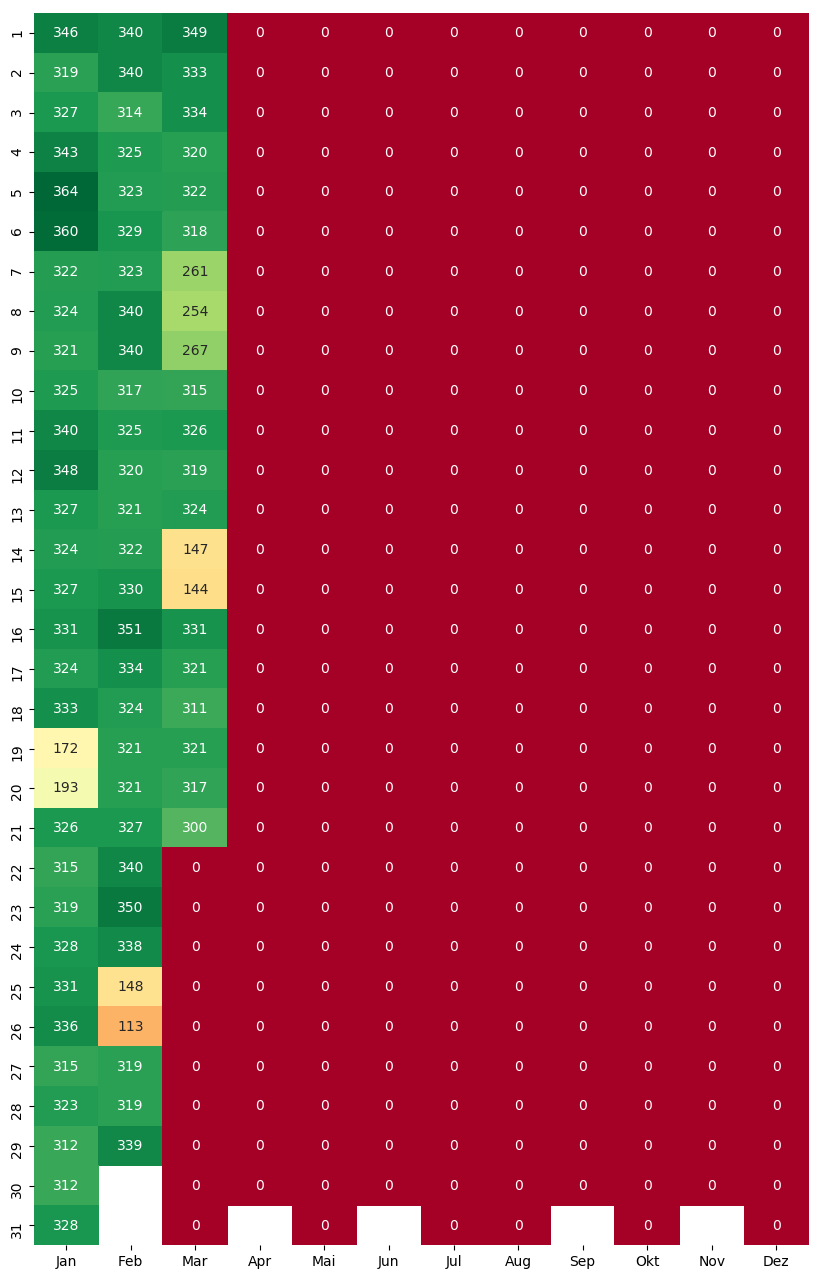 1 346 340 349 0 0 0 0 0 0 0 0 0
2 319 340 333 0 0 0 0 0 0 0 0 0
3 327 314 334 0 0 0 0 0 0 0 0 0
4 343 325 320 0 0 0 0 0 0 0 0 0
5 364 323 322 0 0 0 0 0 0 0 0 0
6 360 329 318 0 0 0 0 0 0 0 0 0
7 322 323 261 0 0 0 0 0 0 0 0 0
8 324 340 254 0 0 0 0 0 0 0 0 0
9 321 340 267 0 0 0 0 0 0 0 0 0
10 325 317 315 0 0 0 0 0 0 0 0 0
11 340 325 326 0 0 0 0 0 0 0 0 0
12 348 320 319 0 0 0 0 0 0 0 0 0
13 327 321 324 0 0 0 0 0 0 0 0 0
14 324 322 147 0 0 0 0 0 0 0 0 0
15 327 330 144 0 0 0 0 0 0 0 0 0
16 331 351 331 0 0 0 0 0 0 0 0 0
17 324 334 321 0 0 0 0 0 0 0 0 0
18 333 324 311 0 0 0 0 0 0 0 0 0
19 172 321 321 0 0 0 0 0 0 0 0 0
20 193 321 317 0 0 0 0 0 0 0 0 0
21 326 327 300 0 0 0 0 0 0 0 0 0
22 315 340 0 0 0 0 0 0 0 0 0 0
23 319 350 0 0 0 0 0 0 0 0 0 0
24 328 338 0 0 0 0 0 0 0 0 0 0
25 331 148 0 0 0 0 0 0 0 0 0 0
26 336 113 0 0 0 0 0 0 0 0 0 0
27 315 319 0 0 0 0 0 0 0 0 0 0
28 323 319 0 0 0 0 0 0 0 0 0 0
29 312 339 0 0 0 0 0 0 0 0 0 0
30 312 0 0 0 0 0 0 0 0 0 0
31 328 0 0 0 0 0 0
Jan Feb Mar Apr Mai Jun Jul Aug Sep Okt Nov Dez